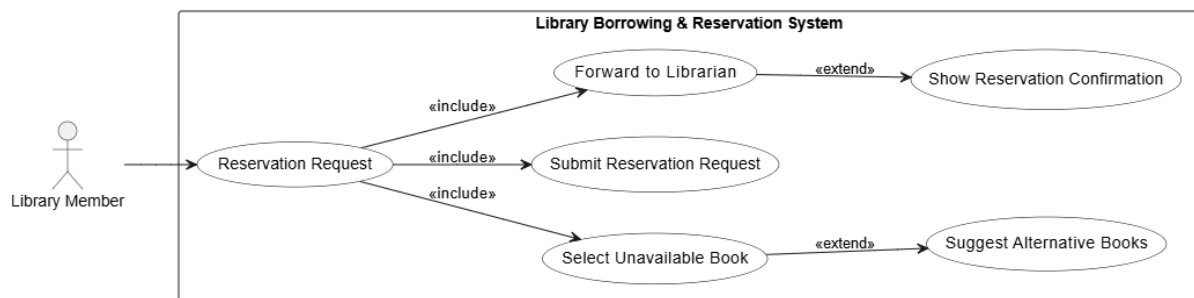 Library Borrowing & Reservation System
Forward to Librarian
«extend»
Show Reservation Confirmation
«include»
Reservation Request
«include»
Submit Reservation Request
Library Member
«include»
Select Unavailable Book
«extend»
Suggest Alternative Books